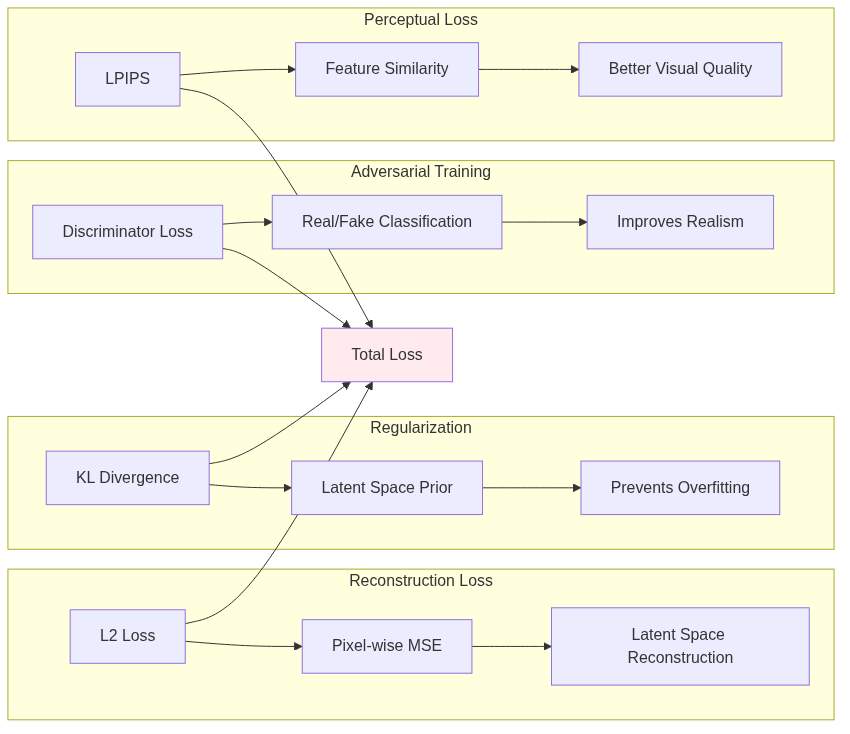 Perceptual Loss
LPIPS
Feature Similarity
Better Visual Quality
Adversarial Training
Discriminator Loss
Real/Fake Classification
Improves Realism
Total Loss
Regularization
KL Divergence
Latent Space Prior
Prevents Overfitting
Reconstruction Loss
L2 Loss
Pixel-wise MSE
Latent Space
Reconstruction